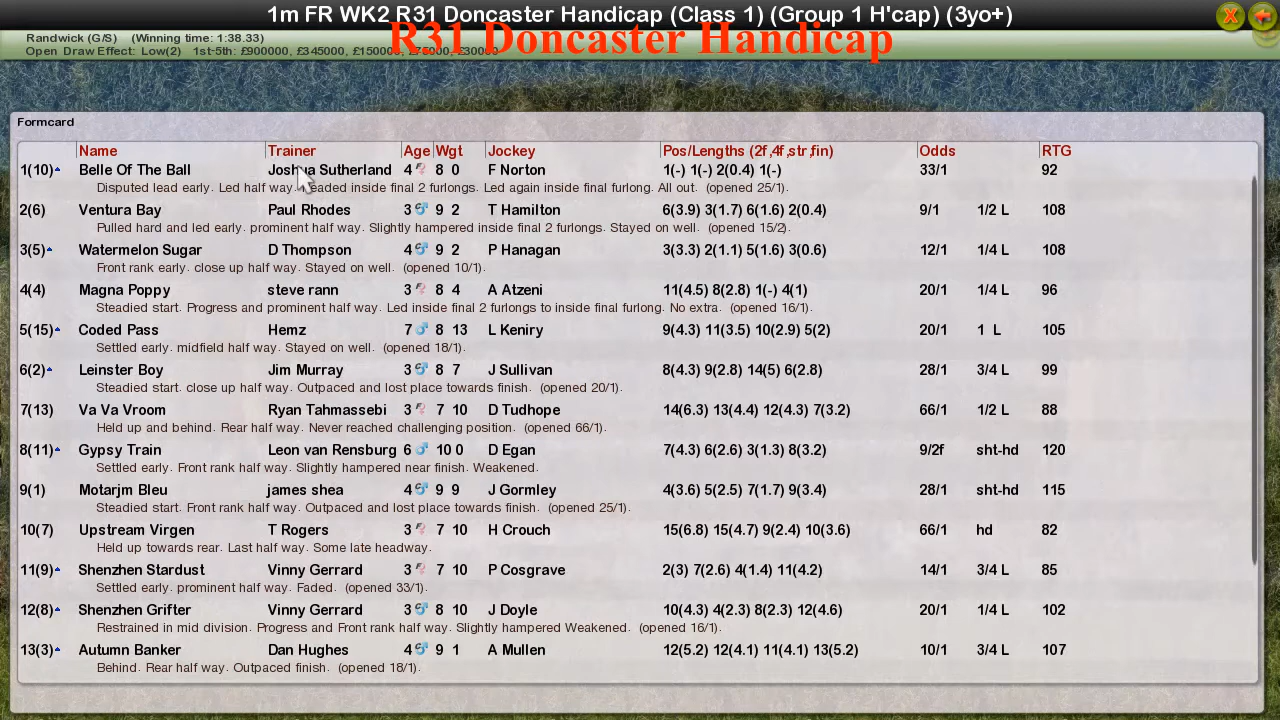 1m FR WK2 R31 Doncaster Handicap (Class 1) (Group 1 H'cap) (3yo+)
R31 Doncaster Handicap
Randwick (G/S) (Winning time: 1:38.33)
Open Draw Effect: Low(2) 1st-5th: £900000, £345000, £150000, £75000, £30000
Formcard
Name Trainer Age Wgt Jockey Pos/Lengths (2f,4f,str,fin) Odds RTG
1(10) Belle Of The Ball Joshua Sutherland 4 8 0 F Norton 1(-) 1(-) 2(0.4) 1(-) 33/1 92
Disputed lead early. Led half way. Headed inside final 2 furlongs. Led again inside final furlong. All out. (opened 25/1).
2(6) Ventura Bay Paul Rhodes 3 9 2 T Hamilton 6(3.9) 3(1.7) 6(1.6) 2(0.4) 9/1 1/2 L 108
Pulled hard and led early. prominent half way. Slightly hampered inside final 2 furlongs. Stayed on well. (opened 15/2).
3(5) Watermelon Sugar D Thompson 4 9 2 P Hanagan 3(3.3) 2(1.1) 5(1.6) 3(0.6) 12/1 1/4 L 108
Front rank early. close up half way. Stayed on well. (opened 10/1).
4(4) Magna Poppy steve rann 3 8 4 A Atzeni 11(4.5) 8(2.8) 1(-) 4(1) 20/1 1/4 L 96
Steadied start. Progress and prominent half way. Led inside final 2 furlongs to inside final furlong. No extra. (opened 16/1).
5(15) Coded Pass Hemz 7 8 13 L Keniry 9(4.3) 11(3.5) 10(2.9) 5(2) 20/1 1 L 105
Settled early. midfield half way. Stayed on well. (opened 18/1).
6(2) Leinster Boy Jim Murray 3 8 7 J Sullivan 8(4.3) 9(2.8) 14(5) 6(2.8) 28/1 3/4 L 99
Steadied start. close up half way. Outpaced and lost place towards finish. (opened 20/1).
7(13) Va Va Vroom Ryan Tahmassebi 3 7 10 D Tudhope 14(6.3) 13(4.4) 12(4.3) 7(3.2) 66/1 1/2 L 88
Held up and behind. Rear half way. Never reached challenging position. (opened 66/1).
8(11) Gypsy Train Leon van Rensburg 6 10 0 D Egan 7(4.3) 6(2.6) 3(1.3) 8(3.2) 9/2f sht-hd 120
Settled early. Front rank half way. Slightly hampered near finish. Weakened.
9(1) Motarjm Bleu james shea 4 9 9 J Gormley 4(3.6) 5(2.5) 7(1.7) 9(3.4) 28/1 sht-hd 115
Steadied start. Front rank half way. Outpaced and lost place towards finish. (opened 25/1).
10(7) Upstream Virgen T Rogers 3 7 10 H Crouch 15(6.8) 15(4.7) 9(2.4) 10(3.6) 66/1 hd 82
Held up towards rear. Last half way. Some late headway.
11(9) Shenzhen Stardust Vinny Gerrard 3 7 10 P Cosgrave 2(3) 7(2.6) 4(1.4) 11(4.2) 14/1 3/4 L 85
Settled early. prominent half way. Faded. (opened 33/1).
12(8) Shenzhen Grifter Vinny Gerrard 3 8 10 J Doyle 10(4.3) 4(2.3) 8(2.3) 12(4.6) 20/1 1/4 L 102
Restrained in mid division. Progress and Front rank half way. Slightly hampered Weakened. (opened 16/1).
13(3) Autumn Banker Dan Hughes 4 9 1 A Mullen 12(5.2) 12(4.1) 11(4.1) 13(5.2) 10/1 3/4 L 107
Behind. Rear half way. Outpaced finish. (opened 18/1).